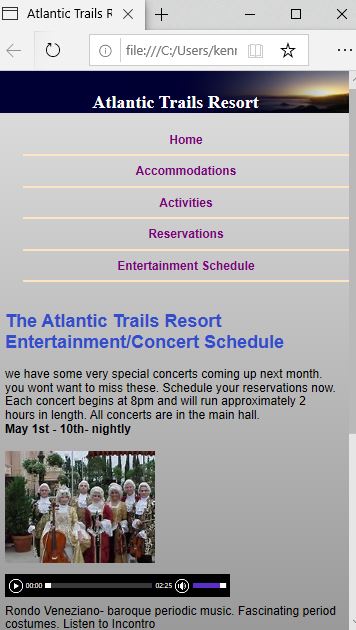 Atlantic Trails R
file:///C:/Users/kenr
Atlantic Trails Resort
Home
Accommodations
Activities
Reservations
Entertainment Schedule
The Atlantic Trails Resort
Entertainment/Concert Schedule
we have some very special concerts coming up next month.
you wont want to miss these. Schedule your reservations now.
Each concert begins at 8pm and will run approximately 2
hours in length. All concerts are in the main hall.
May 1st - 10th- nightly
00:00 02:25
Rondo Veneziano- baroque periodic music. Fascinating period
costumes. Listen to Incontro